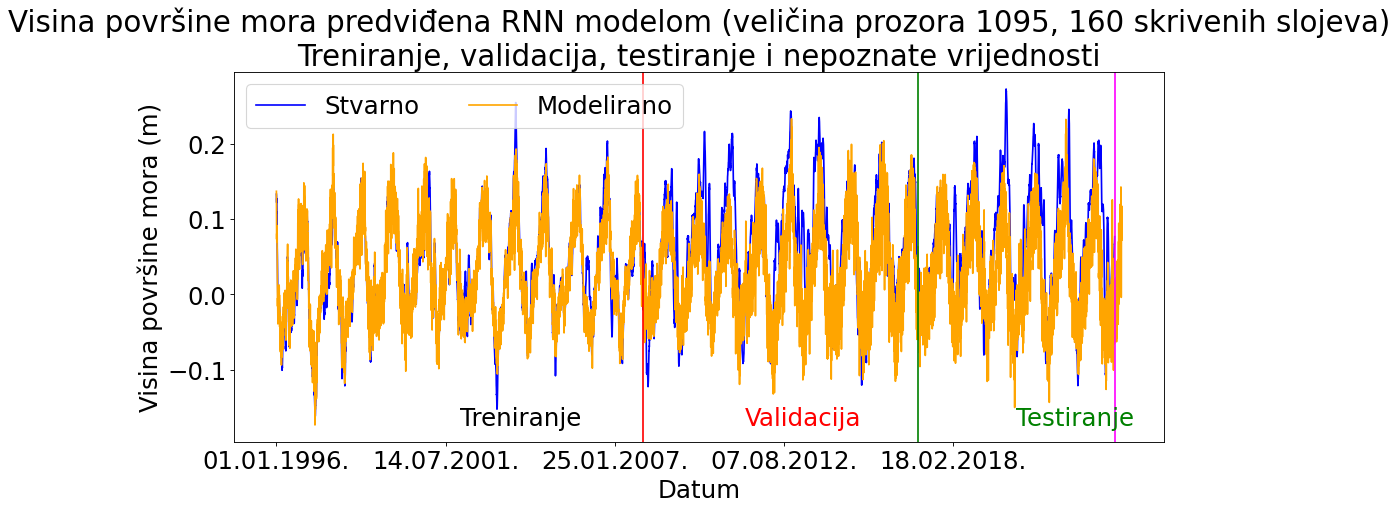 Visina površine mora predviđena RNN modelom (veličina prozora 1095, 160 skrivenih slojeva)
Treniranje, validacija, testiranje i nepoznate vrijednosti
Stvarno Modelirano
Visina površine mora (m)
0.2
0.1
0.0
−0.1
Treniranje Validacija Testiranje
01.01.1996. 14.07.2001. 25.01.2007. 07.08.2012. 18.02.2018.
Datum